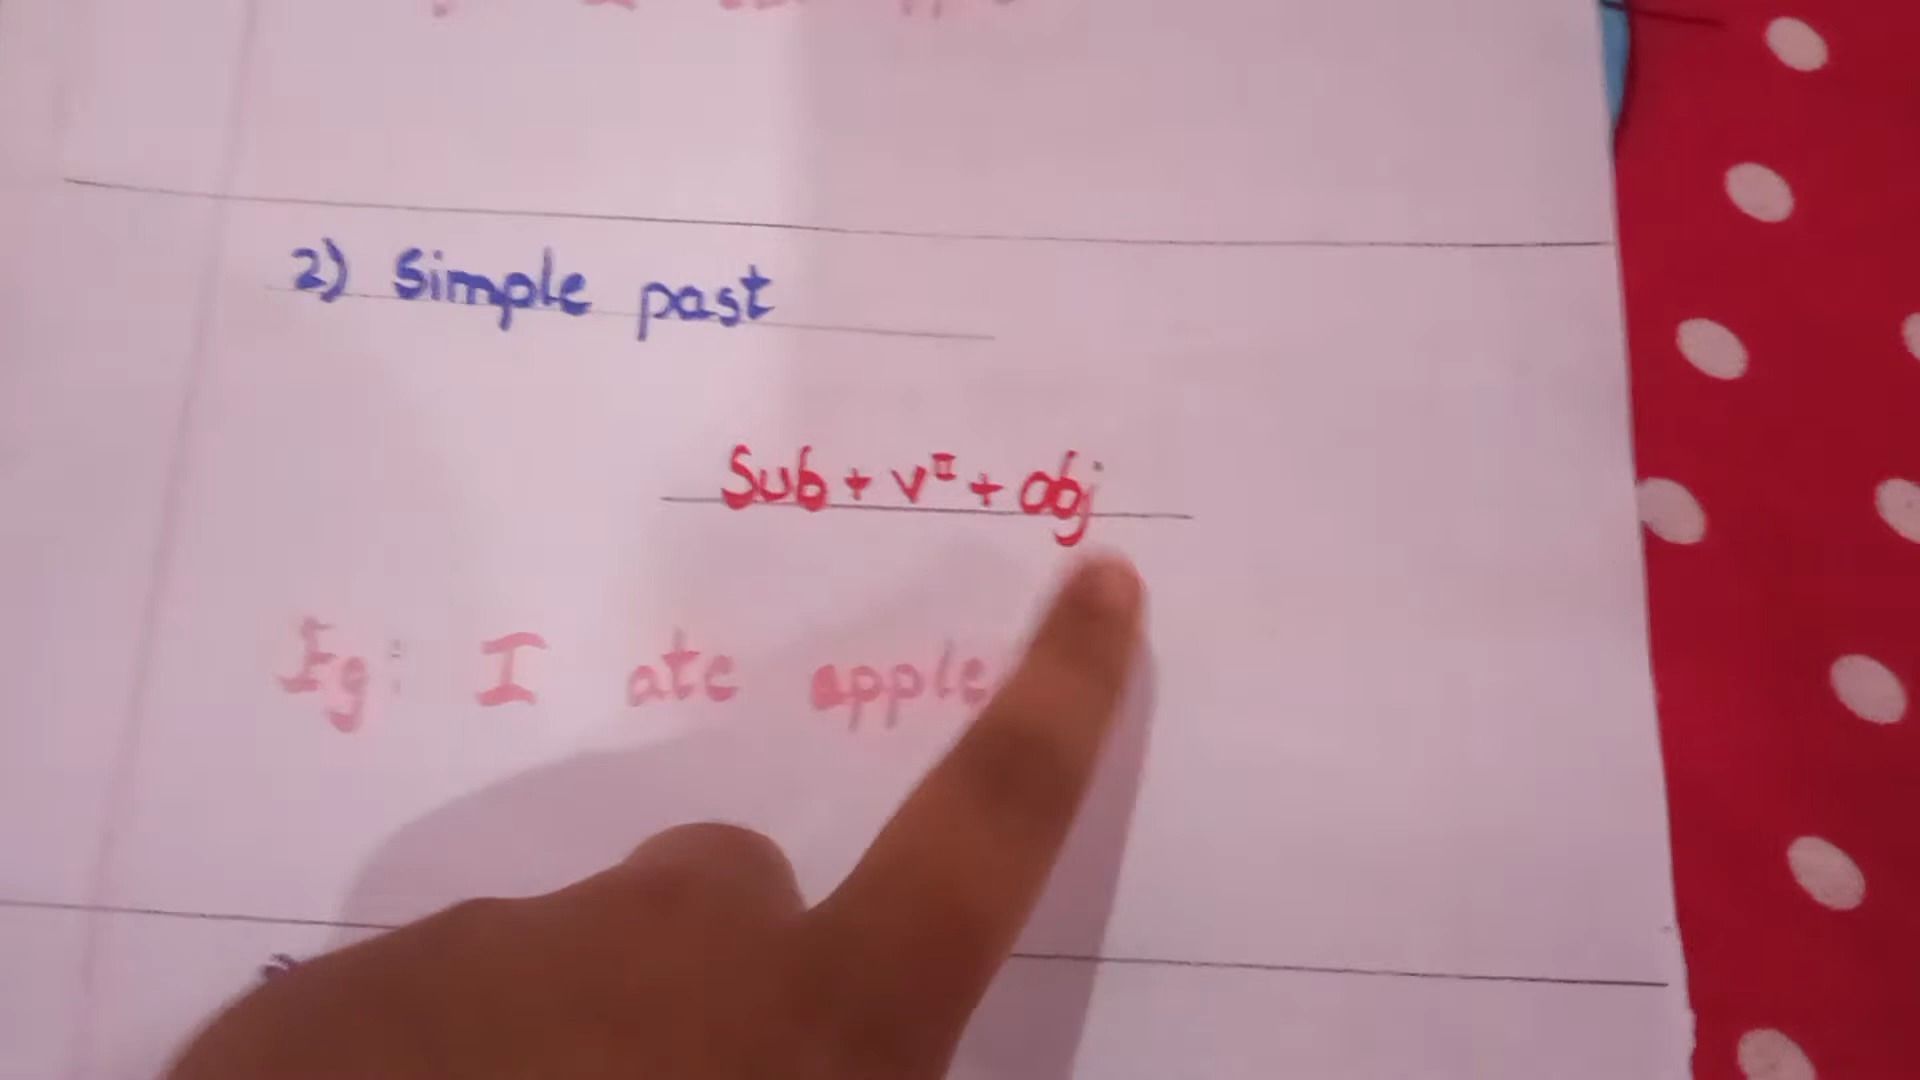 2) Simple past
Sub + v^II + obj
Eg: I ate apple